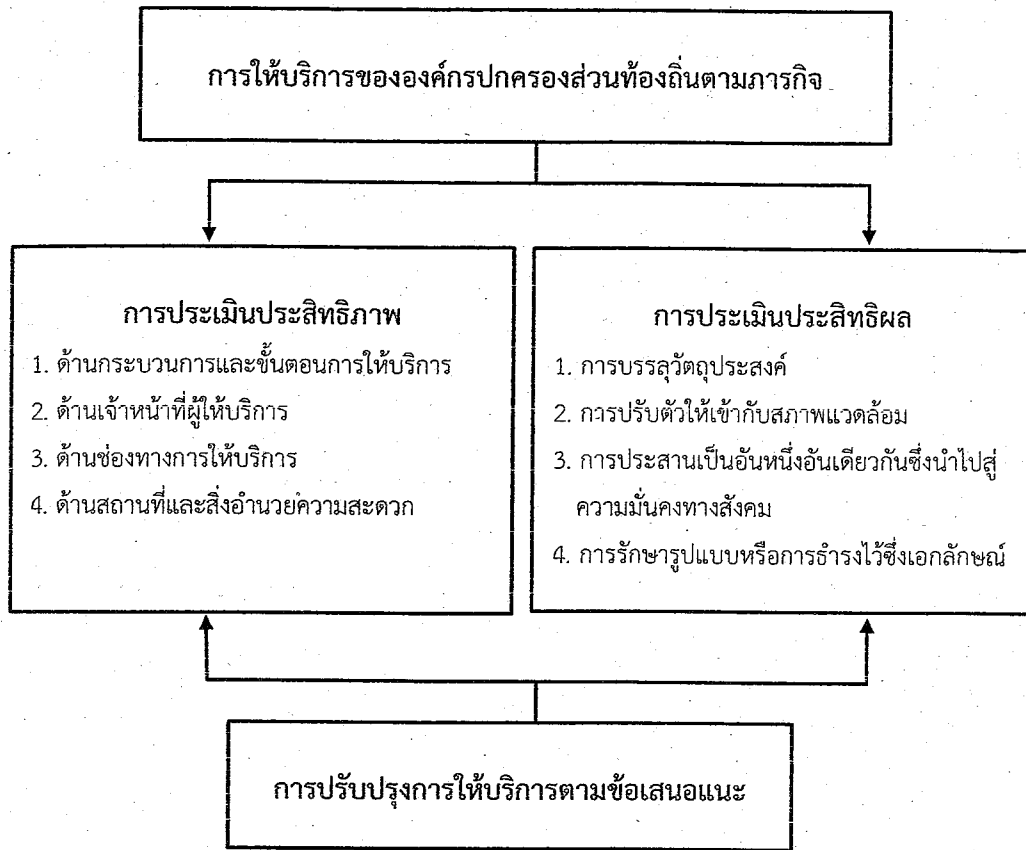 การให้บริการขององค์กรปกครองส่วนท้องถิ่นตามภารกิจ
การประเมินประสิทธิภาพ
1. ด้านกระบวนการและขั้นตอนการให้บริการ
2. ด้านเจ้าหน้าที่ผู้ให้บริการ
3. ด้านช่องทางการให้บริการ
4. ด้านสถานที่และสิ่งอำนวยความสะดวก
การประเมินประสิทธิผล
1. การบรรลุวัตถุประสงค์
2. การปรับตัวให้เข้ากับสภาพแวดล้อม
3. การประสานเป็นอันหนึ่งอันเดียวกันซึ่งนำไปสู่
ความมั่นคงทางสังคม
4. การรักษารูปแบบหรือการธำรงไว้ซึ่งเอกลักษณ์
การปรับปรุงการให้บริการตามข้อเสนอแนะ